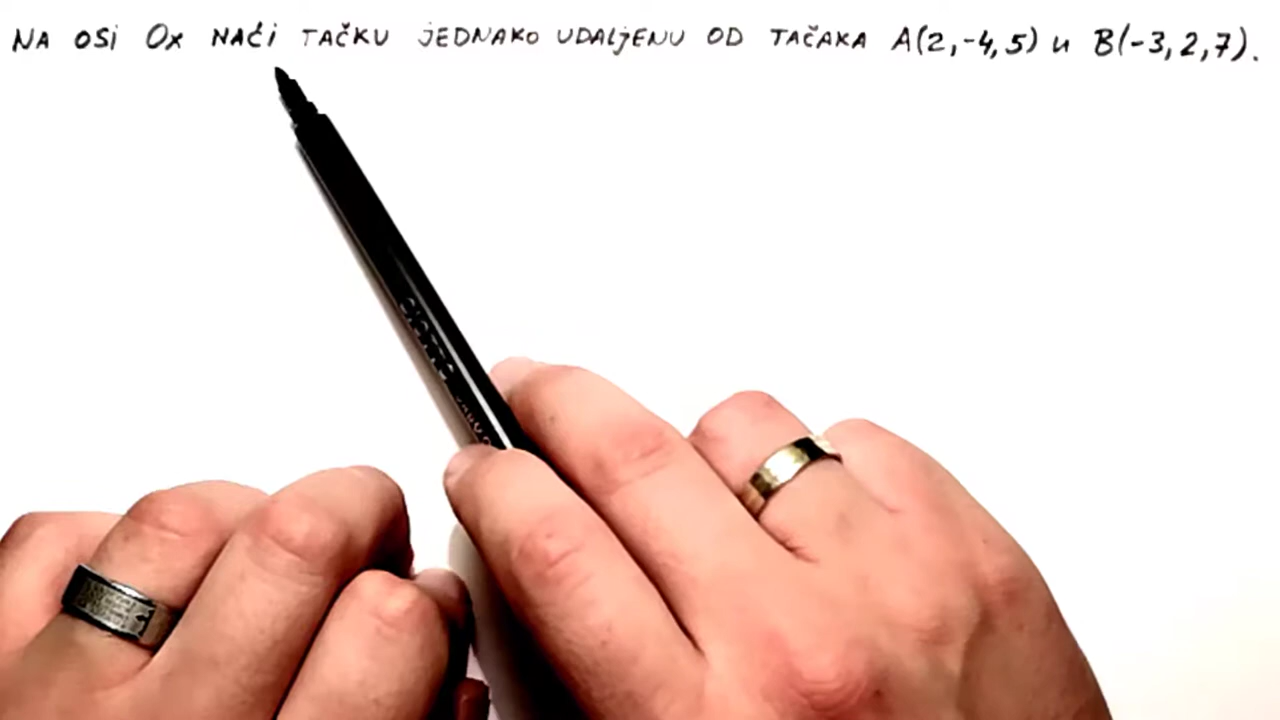 NA OSI Ox NAĆI TAČKU JEDNAKO UDALJENU OD TAČAKA A(2,-4,5) u B(-3,2,7).